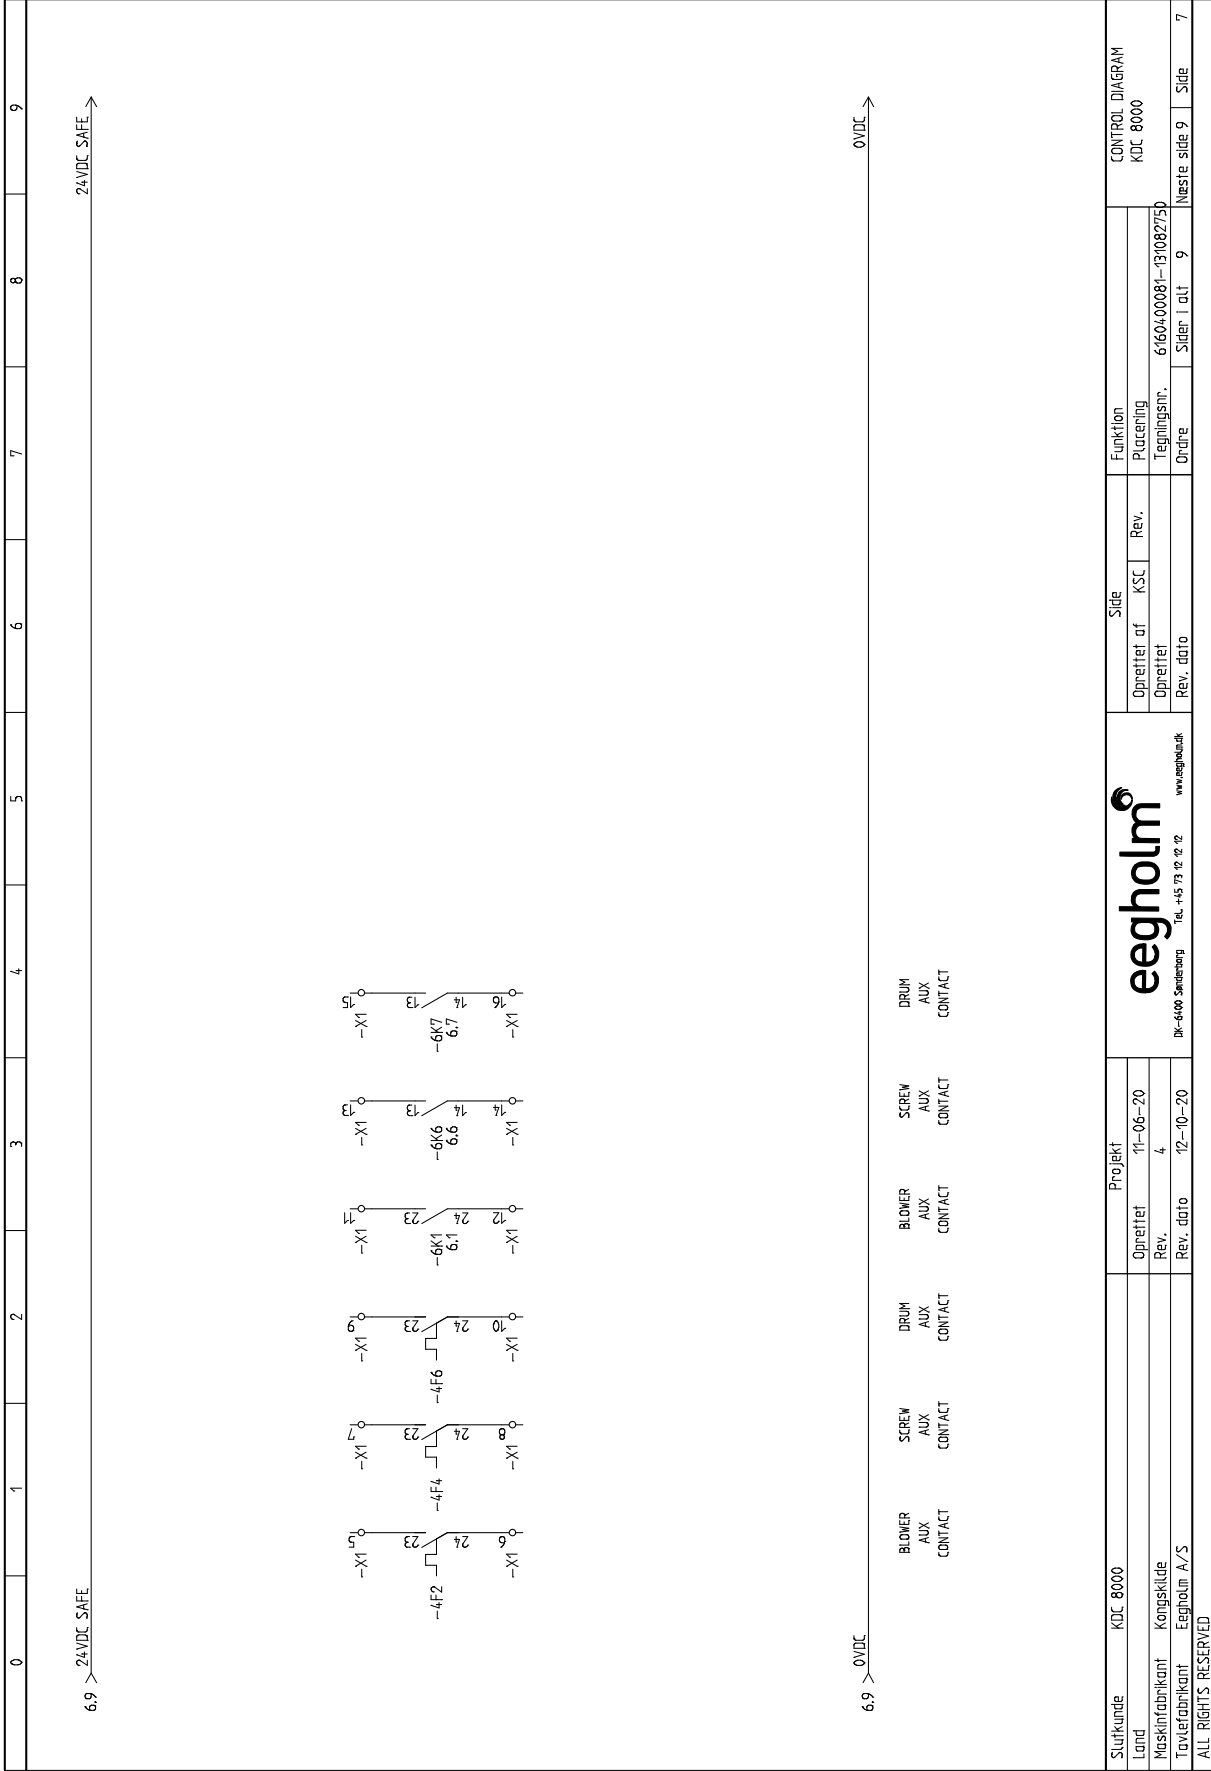 0 1 2 3 4 5 6 7 8 9
6.9 24VDC SAFE 24VDC SAFE
5 7 9 11 13 15
-X1 -X1 -X1 -X1 -X1 -X1
23 23 23 23 13 13
-4F2 -4F4 -4F6 -6K1 -6K6 -6K7
6.1 6.6 6.7
24 24 24 24 14 14
6 8 10 12 14 16
-X1 -X1 -X1 -X1 -X1 -X1
6.9 0VDC 0VDC
BLOWER SCREW DRUM BLOWER SCREW DRUM
AUX AUX AUX AUX AUX AUX
CONTACT CONTACT CONTACT CONTACT CONTACT CONTACT
Slutkunde KDC 8000
Land
Maskinfabrikant Kongskilde
Tavlefabrikant Eegholm A/S
ALL RIGHTS RESERVED
Projekt
Oprettet 11-06-20
Rev. 4
Rev. dato 12-10-20
eegholm
DK-6400 Sønderborg Tel. +45 73 12 12 12 www.eegholm.dk
Side
Oprettet af KSC Rev.
Oprettet
Rev. dato
Funktion
Placering
Tegningsnr. 6160400081-131082750
Ordre Sider i alt 9
CONTROL DIAGRAM
KDC 8000
Næste side 9 Side 7